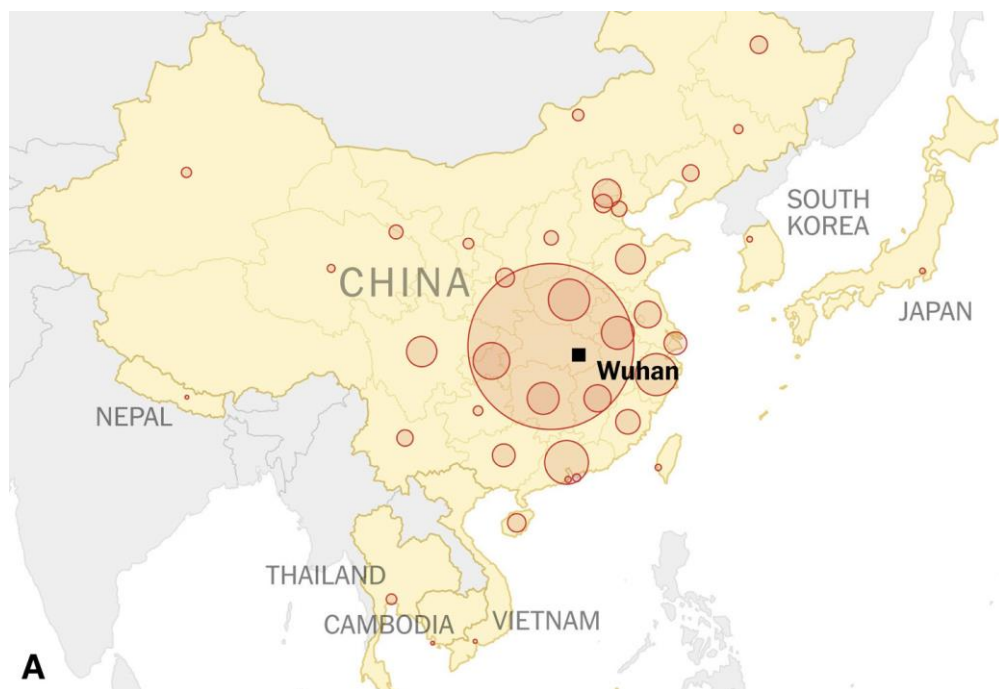 SOUTH
KOREA
CHINA
JAPAN
Wuhan
NEPAL
THAILAND
CAMBODIA
VIETNAM
A